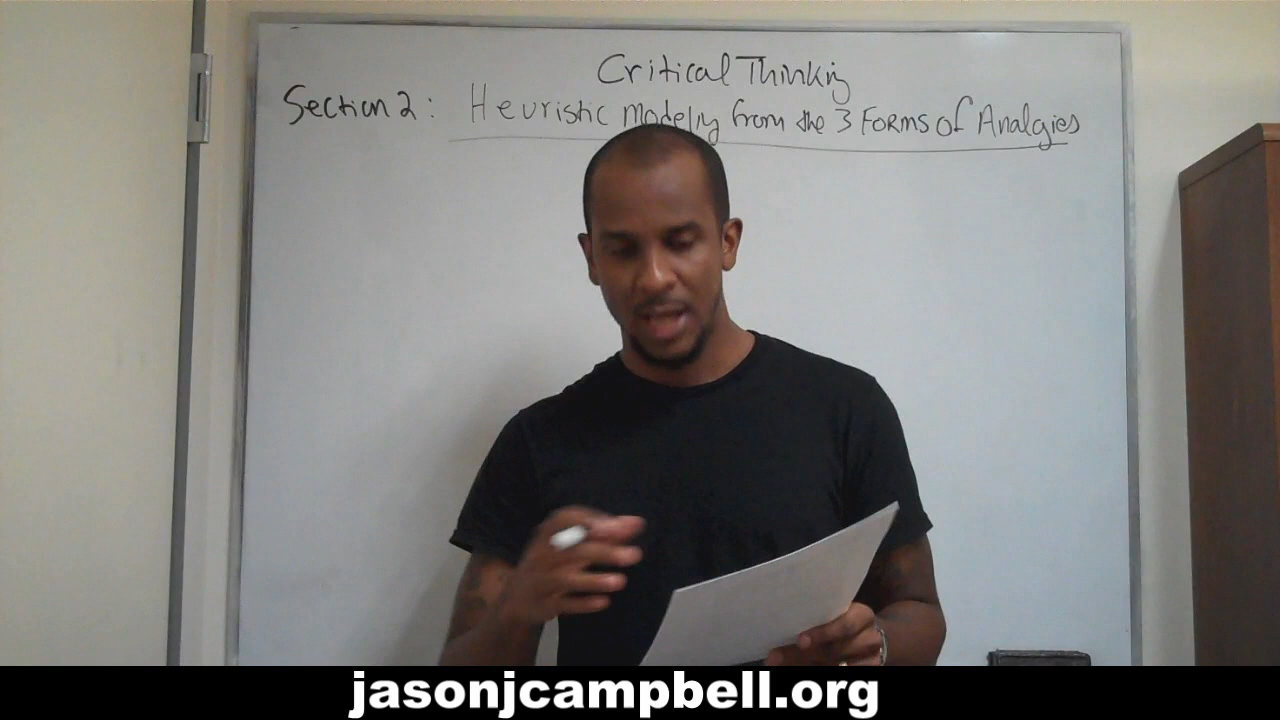 Critical Thinking
Section 2: Heuristic Modeling from the 3 Forms of Analgies
jasonjcampbell.org